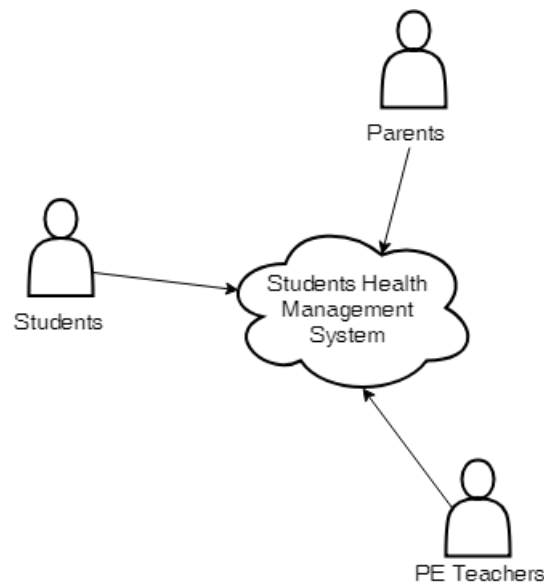 Parents
Students Health
Management
System
Students
PE Teachers